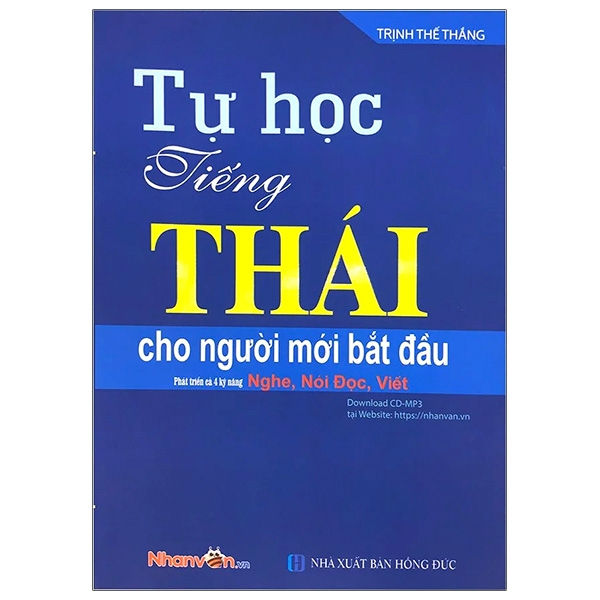 TRỊNH THẾ THẮNG
Tự học
Tiếng
THÁI
cho người mới bắt đầu
Phát triển cả 4 kỹ năng Nghe, Nói Đọc, Viết
Download CD-MP3
tại Website: https://nhanvan.vn
Nhanvăn.vn
NHÀ XUẤT BẢN HỒNG ĐỨC